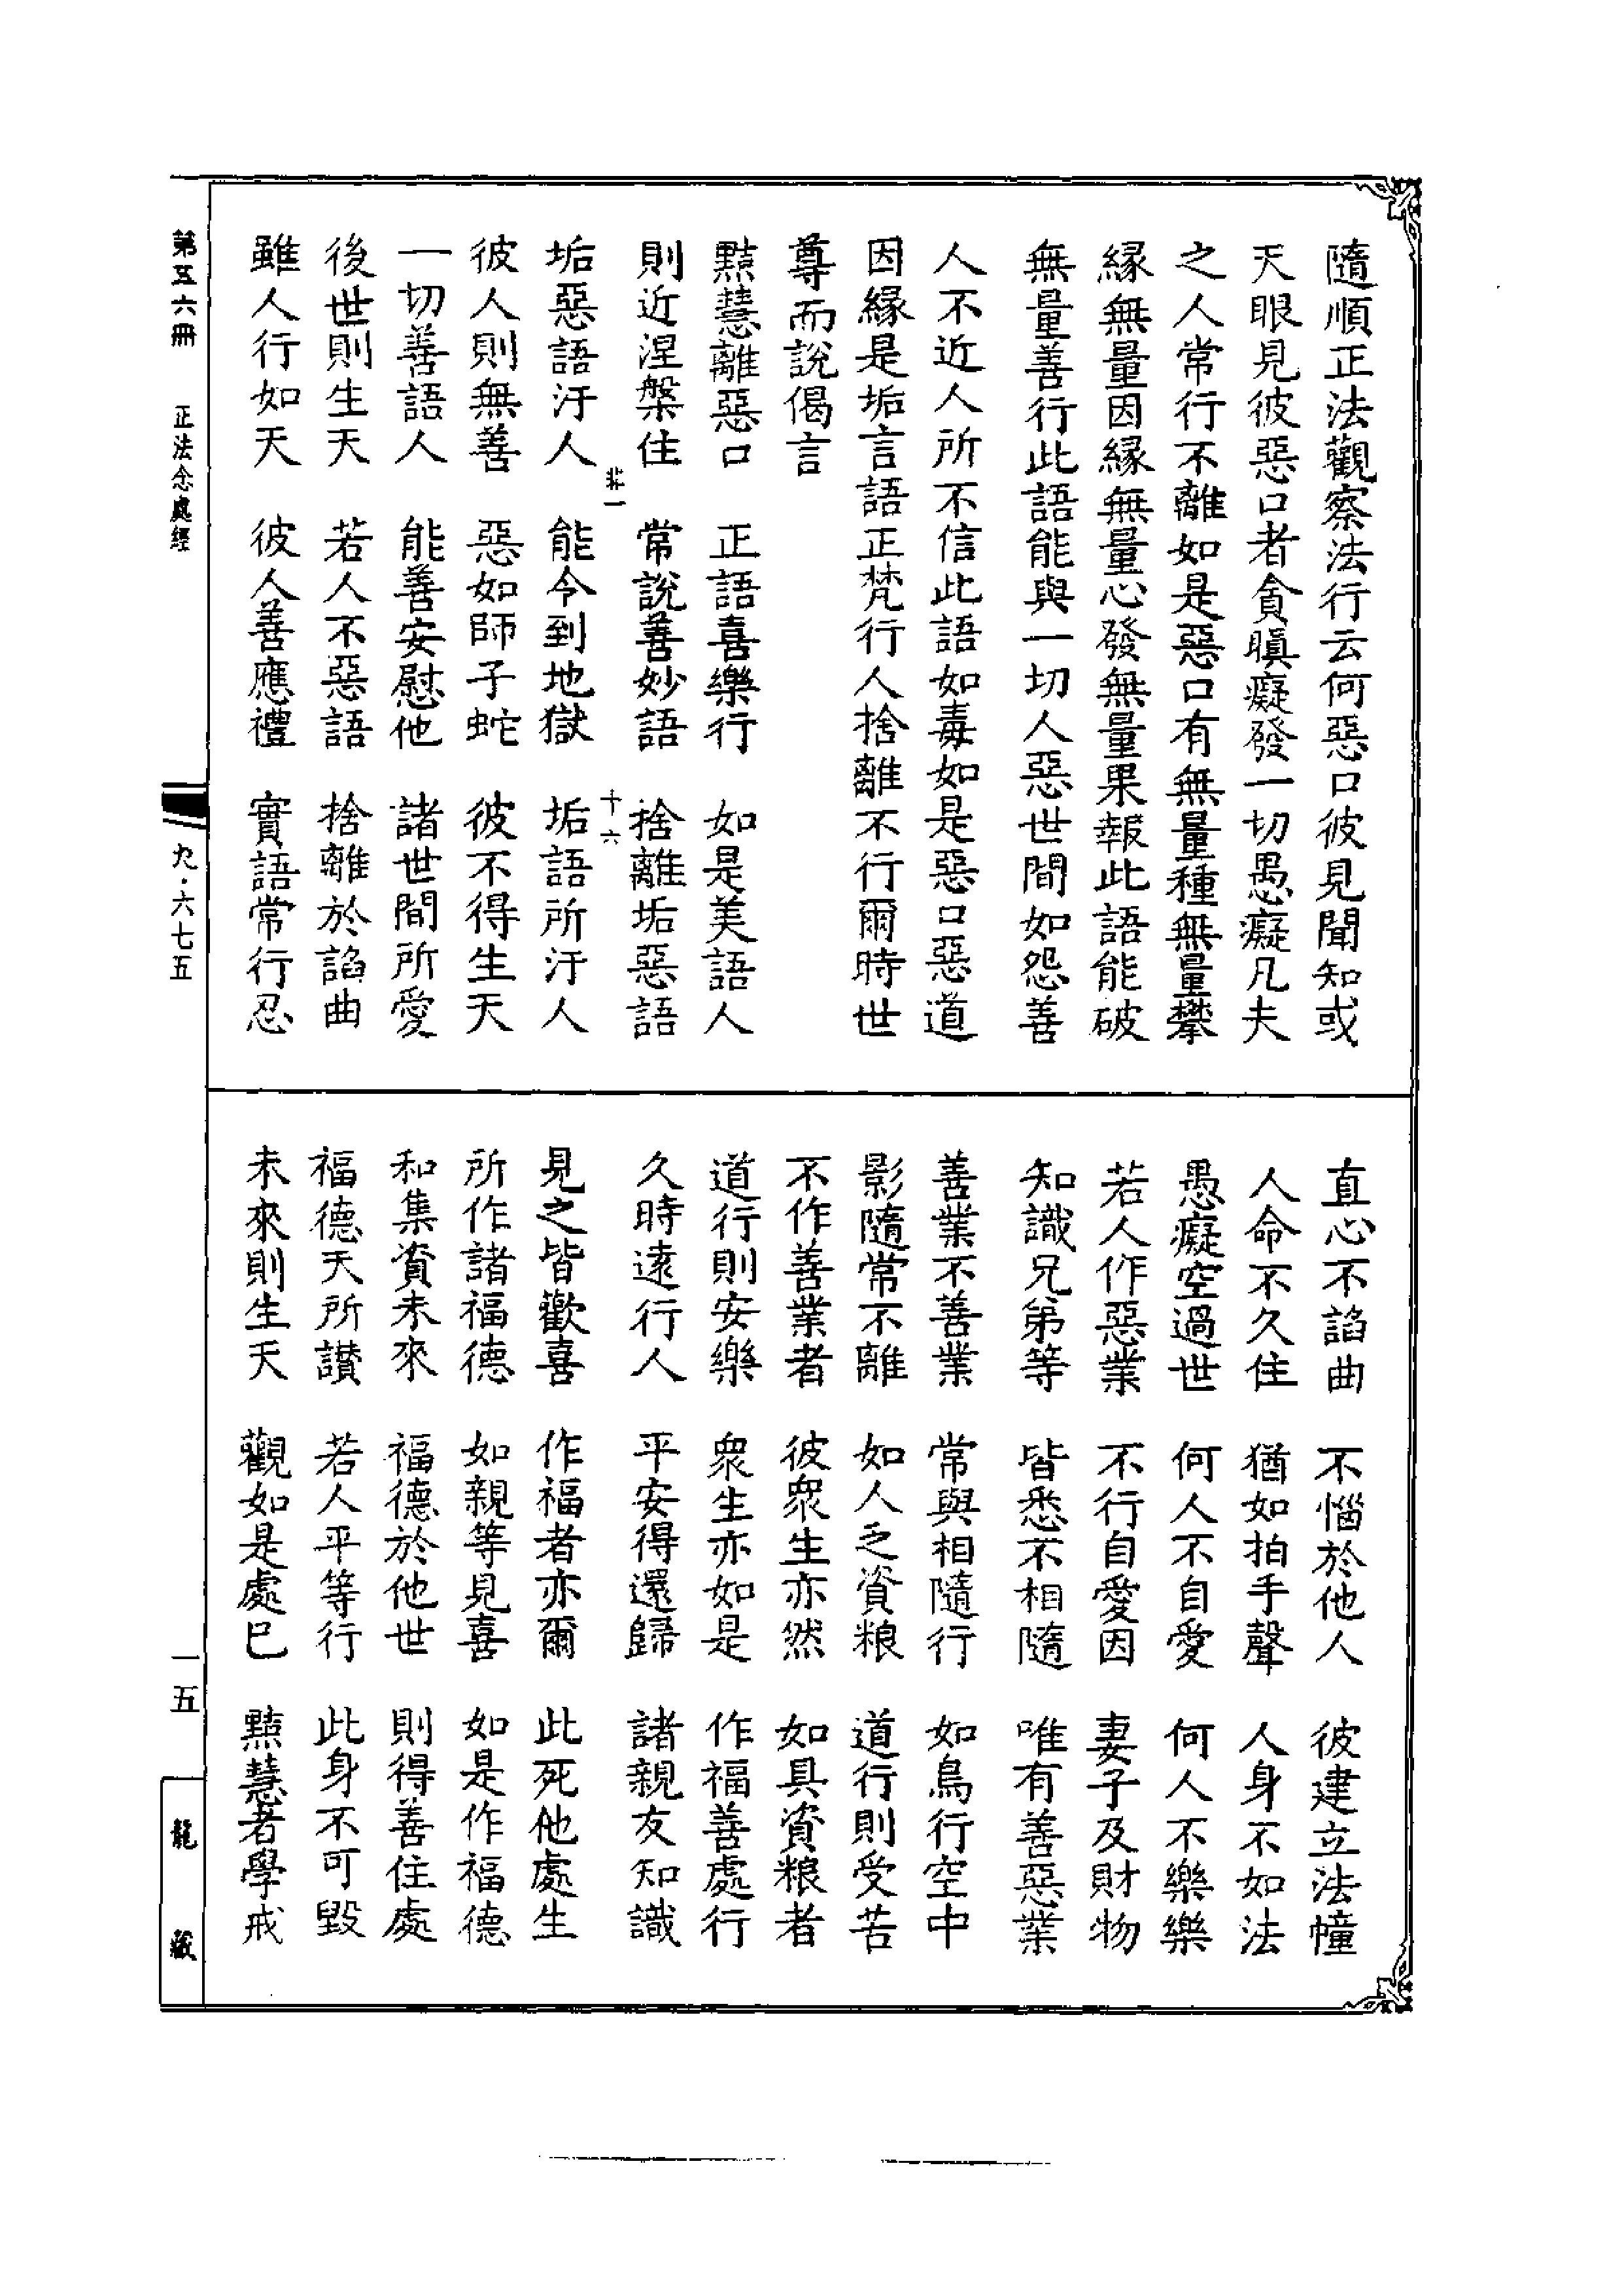 隨順正法觀察法行云何惡口彼見聞知或
天眼見彼惡口者貪瞋癡發一切愚癡凡夫
之人常行不離如是惡口有無量種無量攀
緣無量因緣無量心發無量果報此語能破
無量善行此語能與一切人惡世間如怨善
人不近人所不信此語如毒如是惡口惡道
因緣是垢言語正梵行人捨離不行爾時世
尊而說偈言
黠慧離惡口　正語喜樂行　如是美語人
則近涅槃住　常說善妙語　捨離垢惡語
十六
垢惡語汙人　能令到地獄　垢語所汙人
彼人則無善　惡如師子蛇　彼不得生天
一切善語人　能善安慰他　諸世間所愛
後世則生天　若人不惡語　捨離於諂曲
雖人行如天　彼人善應禮　實語常行忍
直心不諂曲　不惱於他人　彼建立法幢
人命不久住　猶如拍手聲　人身不如法
愚癡空過世　何人不自愛　何人不樂樂
若人作惡業　不行自愛因　妻子及財物
知識兄弟等　皆悉不相隨　唯有善惡業
善業不善業　常與相隨行　如鳥行空中
影隨常不離　如人乏資粮　道行則受苦
不作善業者　彼眾生亦然　如具資粮者
道行則安樂　眾生亦如是　作福善處行
久時遠行人　平安得還歸　諸親友知識
見之皆歡喜　作福者亦爾　此死他處生
所作諸福德　如親等見喜　如是作福德
和集資未來　福德於他世　則得善住處
福德天所讃　若人平等行　此身不可毀
未來則生天　觀如是處已　黠慧者學戒
第五六冊　正法念處經
九·六七五
一五
龍藏